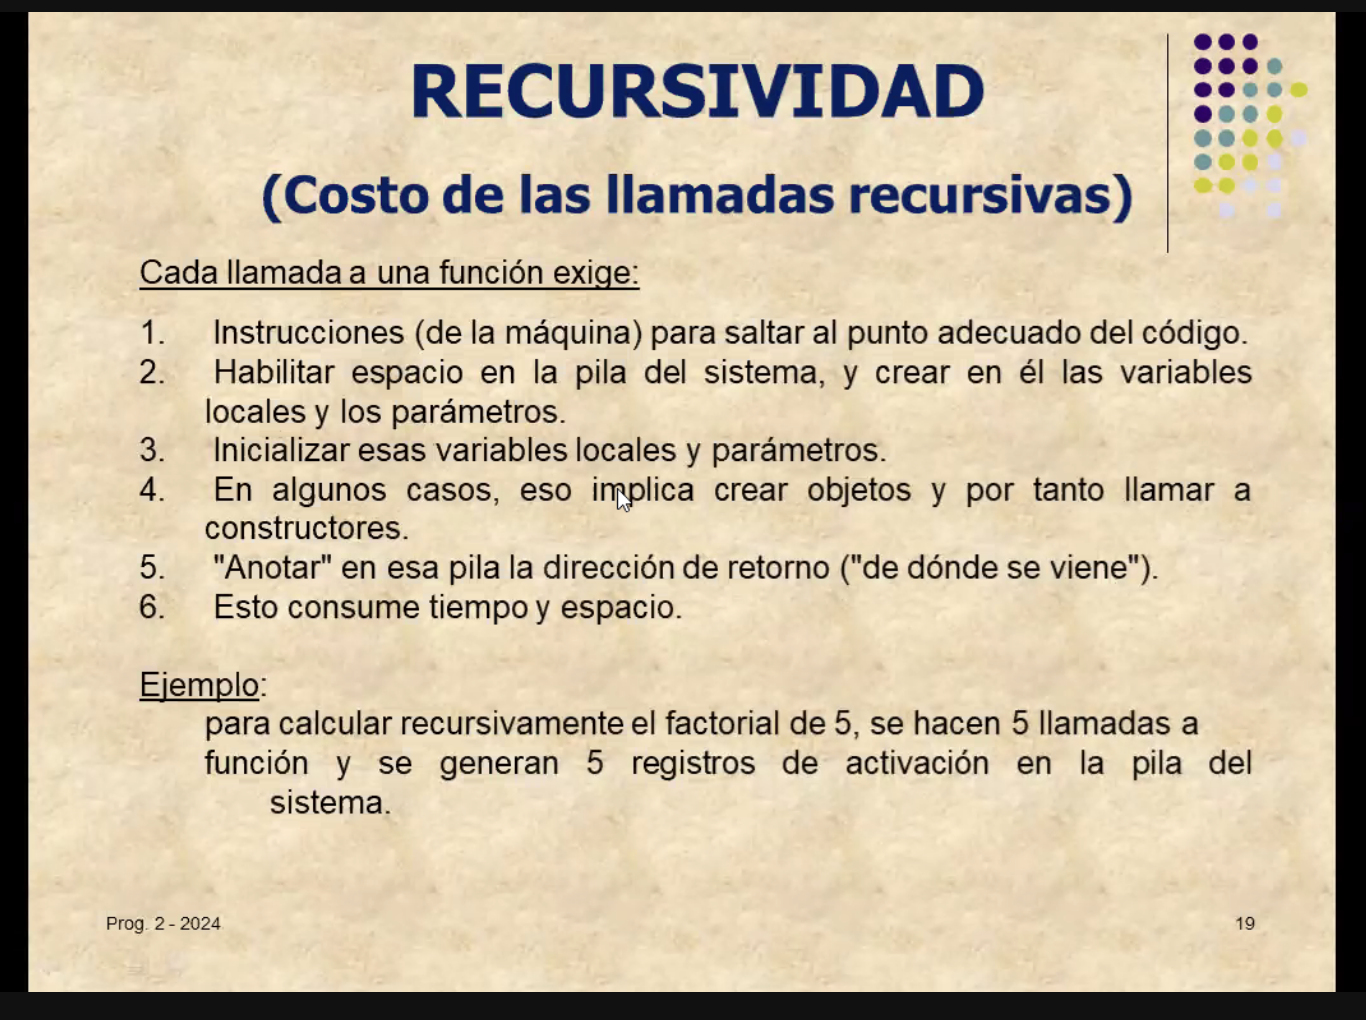 RECURSIVIDAD
(Costo de las llamadas recursivas)
Cada llamada a una función exige:
1. Instrucciones (de la máquina) para saltar al punto adecuado del código.
2. Habilitar espacio en la pila del sistema, y crear en él las variables
locales y los parámetros.
3. Inicializar esas variables locales y parámetros.
4. En algunos casos, eso implica crear objetos y por tanto llamar a
constructores.
5. "Anotar" en esa pila la dirección de retorno ("de dónde se viene").
6. Esto consume tiempo y espacio.
Ejemplo:
para calcular recursivamente el factorial de 5, se hacen 5 llamadas a
función y se generan 5 registros de activación en la pila del
sistema.
Prog. 2 - 2024
19